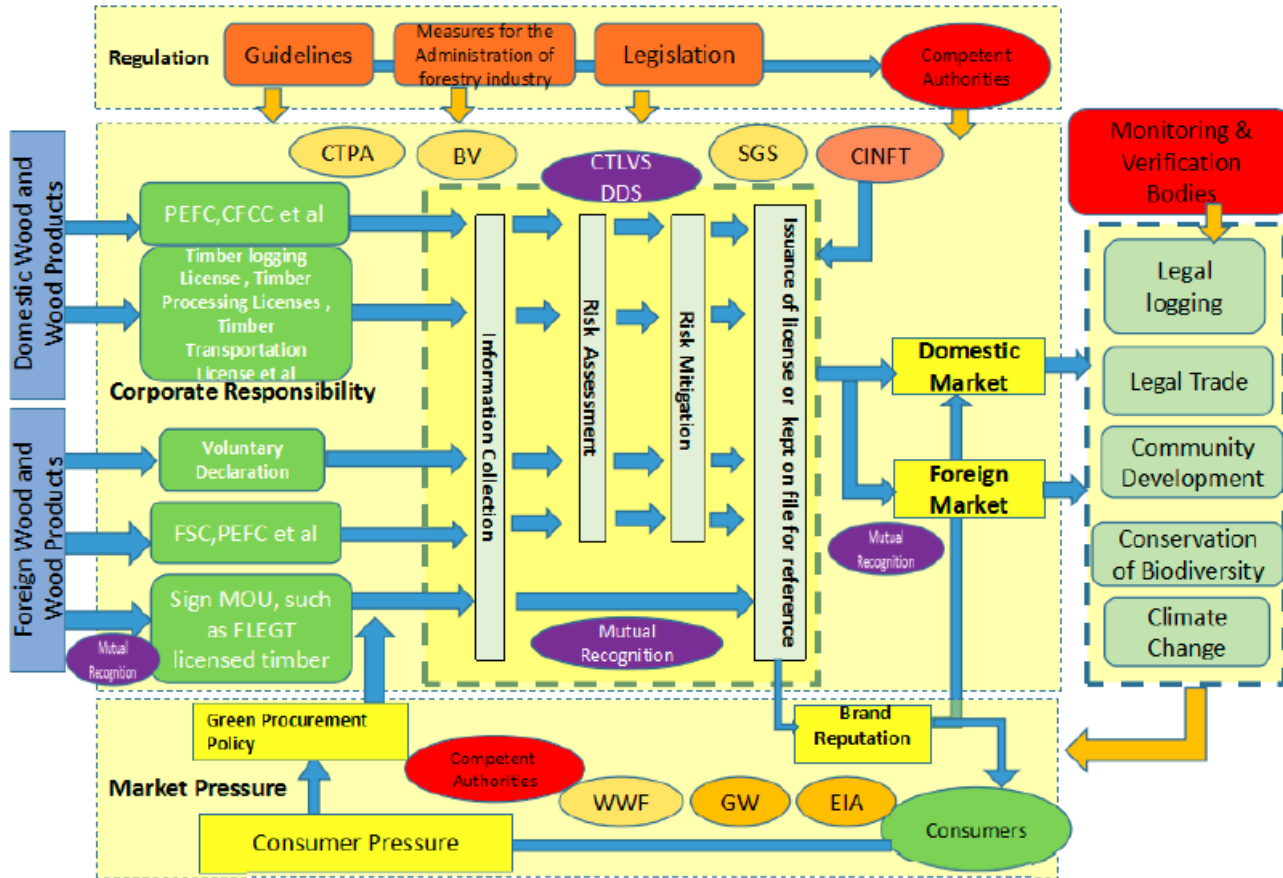 Regulation
Guidelines
Measures for the
Administration of
forestry industry
Legislation
Competent
Authorities
Domestic Wood and
Wood Products
Foreign Wood and
Wood Products
CTPA
BV
CTLVS
DDS
SGS
CINFT
Monitoring &
Verification
Bodies
PEFC,CFCC et al
Timber logging
License , Timber
Processing Licenses ,
Timber
Transportation
License et al
Corporate Responsibility
Voluntary
Declaration
FSC,PEFC et al
Sign MOU, such
as FLEGT
licensed timber
Mutual
Recognition
Information Collection
Risk Assessment
Risk Mitigation
Issuance of license or kept on file for reference
Mutual
Recognition
Domestic
Market
Foreign
Market
Mutual
Recognition
Legal
logging
Legal Trade
Community
Development
Conservation
of Biodiversity
Climate
Change
Green Procurement
Policy
Brand
Reputation
Competent
Authorities
Market Pressure
WWF
GW
EIA
Consumers
Consumer Pressure